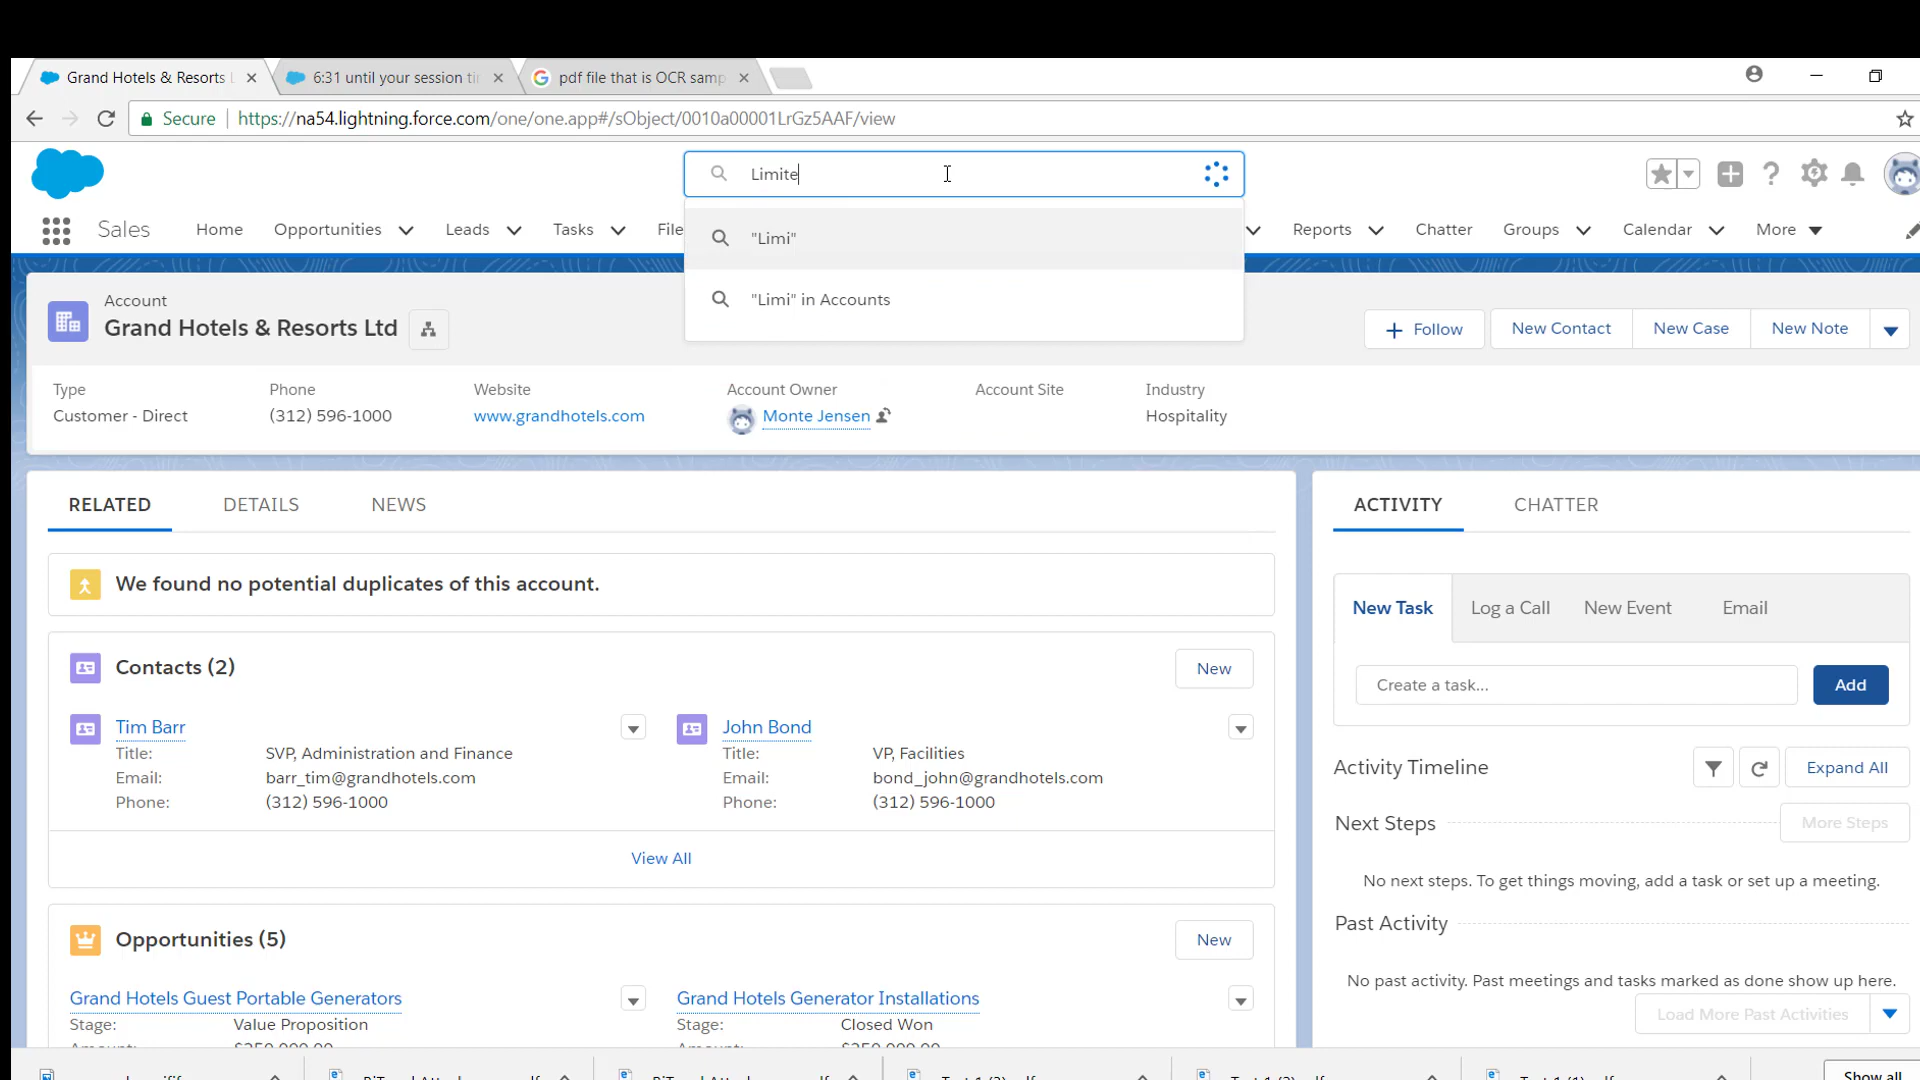 Grand Hotels & Resorts
6:31 until your session ti
pdf file that is OCR samp
Secure
https://na54.lightning.force.com/one/one.app#/sObject/0010a00001LrGz5AAF/view
Limite
Sales
Home
Opportunities
Leads
Tasks
File
Reports
Chatter
Groups
Calendar
More
"Limi"
"Limi" in Accounts
Account
Grand Hotels & Resorts Ltd
Follow
New Contact
New Case
New Note
Type
Customer - Direct
Phone
(312) 596-1000
Website
www.grandhotels.com
Account Owner
Monte Jensen
Account Site
Industry
Hospitality
RELATED
DETAILS
NEWS
We found no potential duplicates of this account.
Contacts (2)
New
Tim Barr
Title: SVP, Administration and Finance
Email: barr_tim@grandhotels.com
Phone: (312) 596-1000
John Bond
Title: VP, Facilities
Email: bond_john@grandhotels.com
Phone: (312) 596-1000
View All
Opportunities (5)
New
Grand Hotels Guest Portable Generators
Stage: Value Proposition
Grand Hotels Generator Installations
Stage: Closed Won
ACTIVITY
CHATTER
New Task
Log a Call
New Event
Email
Create a task...
Add
Activity Timeline
Expand All
Next Steps
More Steps
No next steps. To get things moving, add a task or set up a meeting.
Past Activity
No past activity. Past meetings and tasks marked as done show up here.
Load More Past Activities
Show all